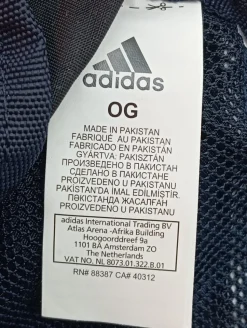 adidas
OG
MADE IN PAKISTAN
FABRIQUÉ AU PAKISTAN
FABRICADO EN PAKISTÁN
GYÁRTVA: PAKISZTÁN
ПРОИЗВЕДЕНО В ПАКИСТАН
СДЕЛАНО В ПАКИСТАНЕ
PROIZVEDENO U PAKISTANU
PAKİSTAN'DA İMAL EDİLMİŞTİR.
ПӘКІСТАНДА ЖАСАЛҒАН
PROIZVEDENO U PAKISTANU
adidas International Trading BV
Atlas Arena -Afrika Building
Hoogoorddreef 9a
1101 BA Amsterdam ZO
The Netherlands
VAT NO. NL 8073.01.322.B.01
RN# 88387 CA# 40312